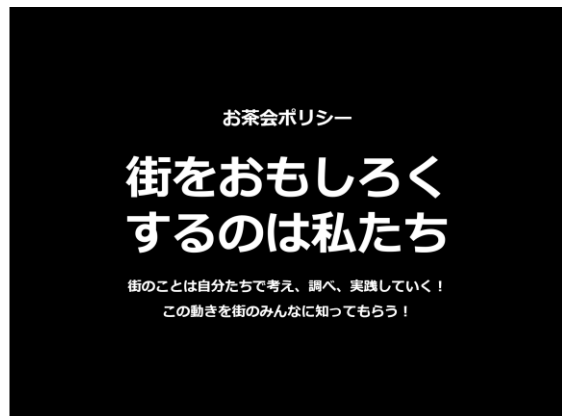 お茶会ポリシー
街をおもしろく
するのは私たち
街のことは自分たちで考え、調べ、実践していく！
この動きを街のみんなに知ってもらう！